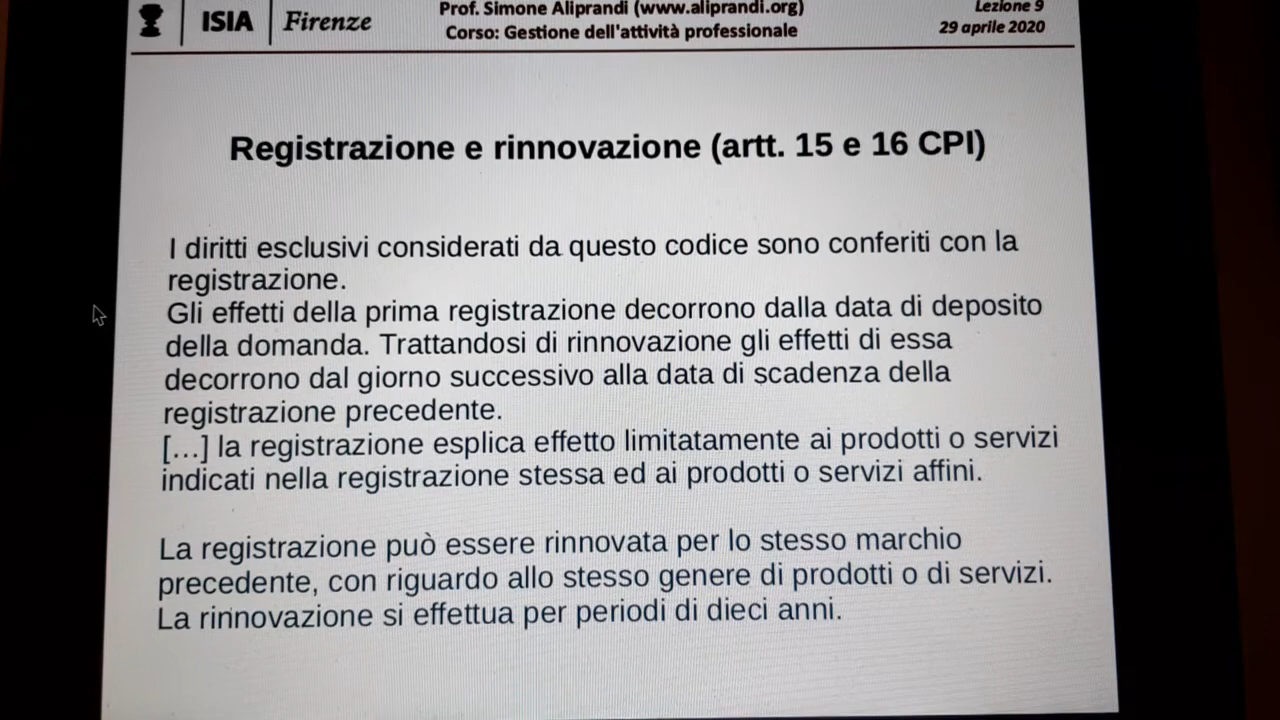 ISIA Firenze
Prof. Simone Aliprandi (www.aliprandi.org)
Corso: Gestione dell'attività professionale
Lezione 9
29 aprile 2020
Registrazione e rinnovazione (artt. 15 e 16 CPI)
I diritti esclusivi considerati da questo codice sono conferiti con la
registrazione.
Gli effetti della prima registrazione decorrono dalla data di deposito
della domanda. Trattandosi di rinnovazione gli effetti di essa
decorrono dal giorno successivo alla data di scadenza della
registrazione precedente.
[…] la registrazione esplica effetto limitatamente ai prodotti o servizi
indicati nella registrazione stessa ed ai prodotti o servizi affini.
La registrazione può essere rinnovata per lo stesso marchio
precedente, con riguardo allo stesso genere di prodotti o di servizi.
La rinnovazione si effettua per periodi di dieci anni.